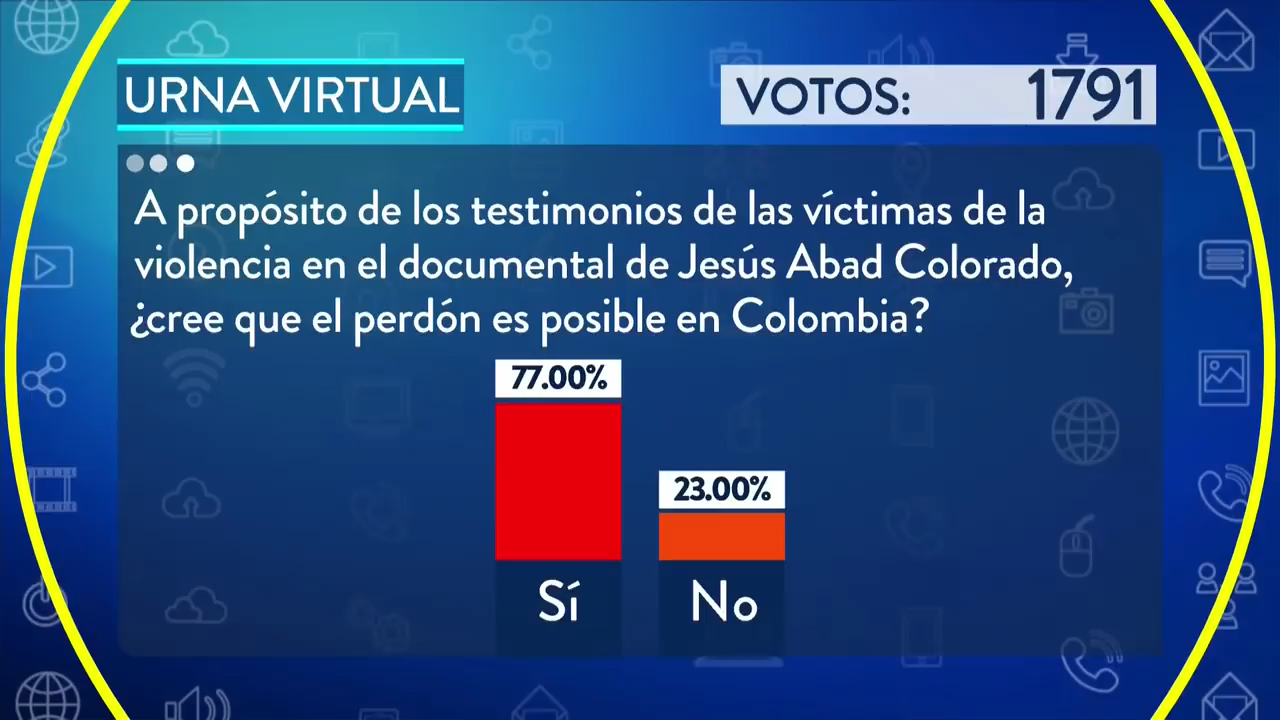 URNA VIRTUAL
VOTOS: 1791
A propósito de los testimonios de las víctimas de la
violencia en el documental de Jesús Abad Colorado,
¿cree que el perdón es posible en Colombia?
77.00%
23.00%
Sí
No